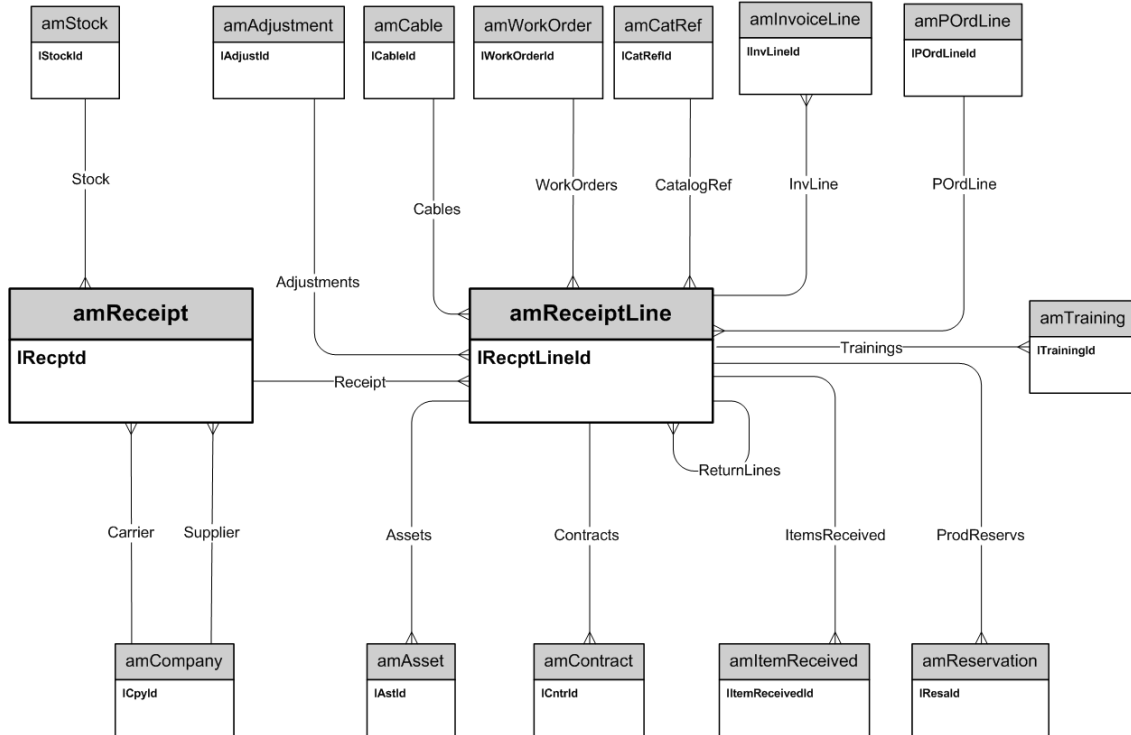 amStock
lStockId
amAdjustment
lAdjustId
amCable
lCableId
amWorkOrder
lWorkOrderId
amCatRef
lCatRefId
amInvoiceLine
lInvLineId
amPOrdLine
lPOrdLineId
Stock
Cables
WorkOrders
CatalogRef
InvLine
POrdLine
Adjustments
amReceipt
lRecptd
amReceiptLine
lRecptLineId
amTraining
lTrainingId
Trainings
Receipt
ReturnLines
Carrier
Supplier
Assets
Contracts
ItemsReceived
ProdReservs
amCompany
lCpyId
amAsset
lAstId
amContract
lCntrId
amItemReceived
lItemReceivedId
amReservation
lResaId